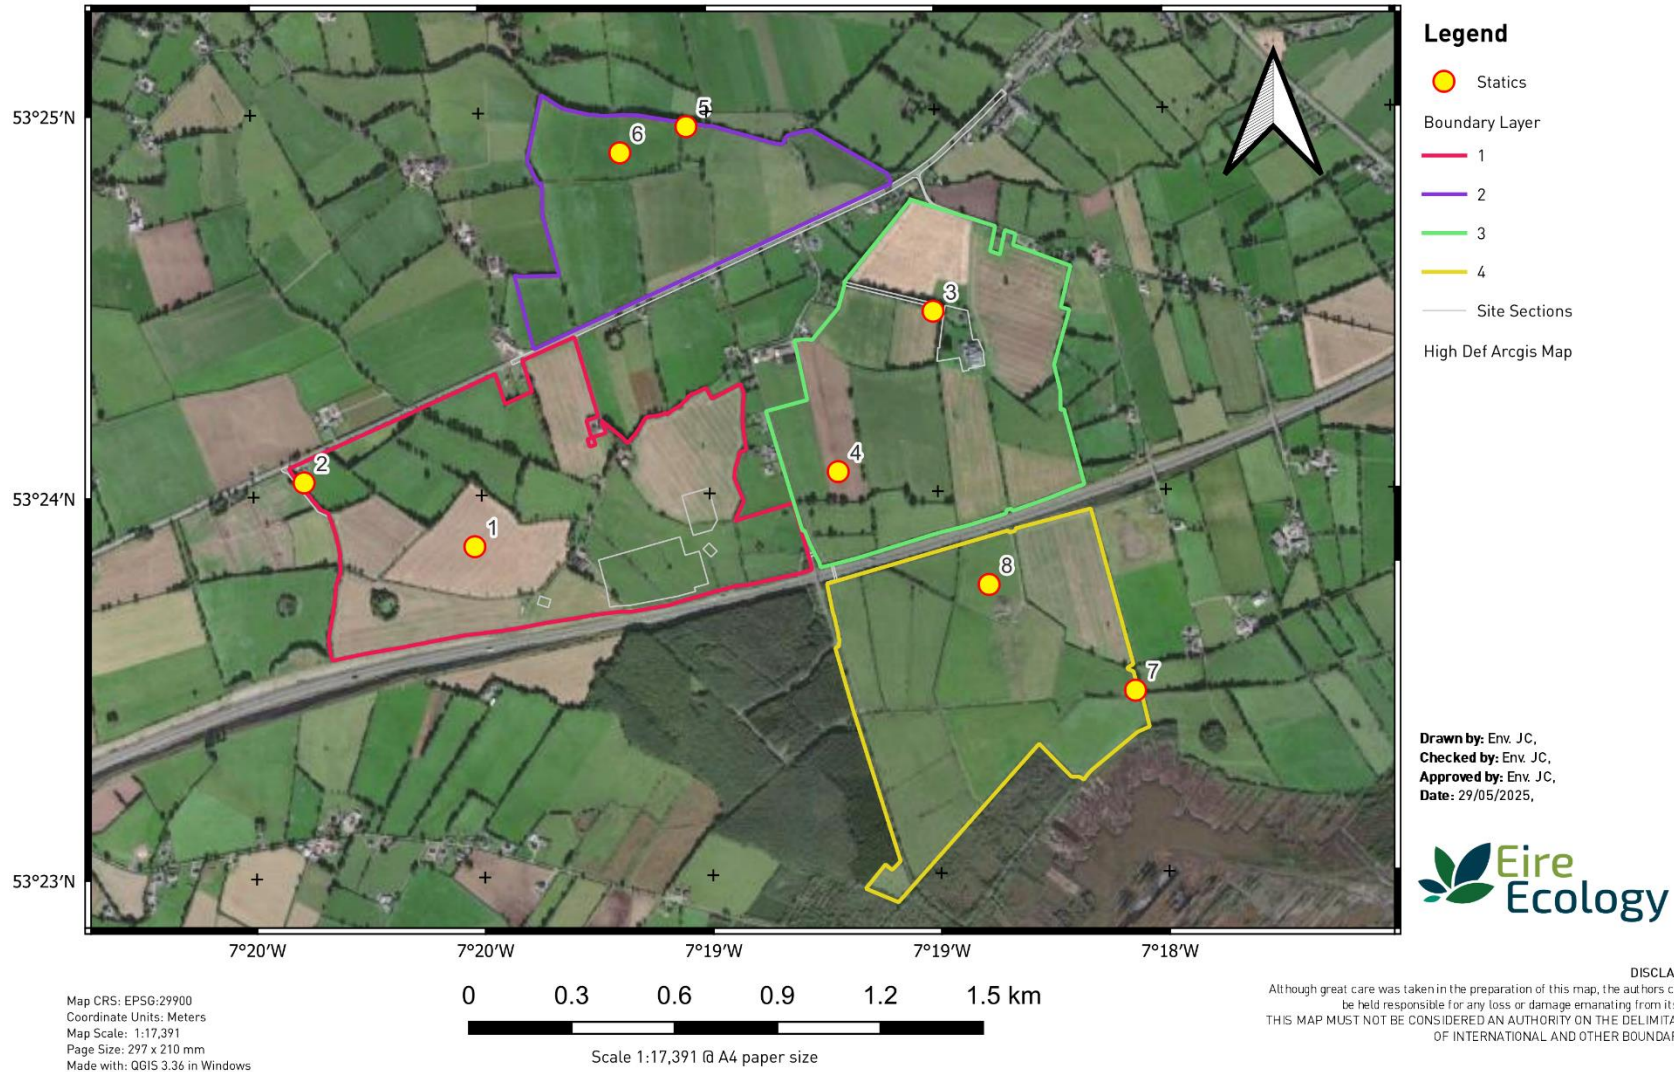 Legend
Statics
Boundary Layer
1
2
3
4
Site Sections
High Def Arcgis Map
53°25'N
53°24'N
53°23'N
5
6
3
2
4
1
8
7
7°20'W 7°20'W 7°19'W 7°19'W 7°18'W
Drawn by: Env. JC,
Checked by: Env. JC,
Approved by: Env. JC,
Date: 29/05/2025,
Eire
Ecology
Map CRS: EPSG:29900
Coordinate Units: Meters
Map Scale: 1:17,391
Page Size: 297 x 210 mm
Made with: QGIS 3.36 in Windows
0 0.3 0.6 0.9 1.2 1.5 km
Scale 1:17,391 @ A4 paper size
DISCLA
Although great care was taken in the preparation of this map, the authors c
be held responsible for any loss or damage emanating from its
THIS MAP MUST NOT BE CONSIDERED AN AUTHORITY ON THE DELIMITA
OF INTERNATIONAL AND OTHER BOUNDAR